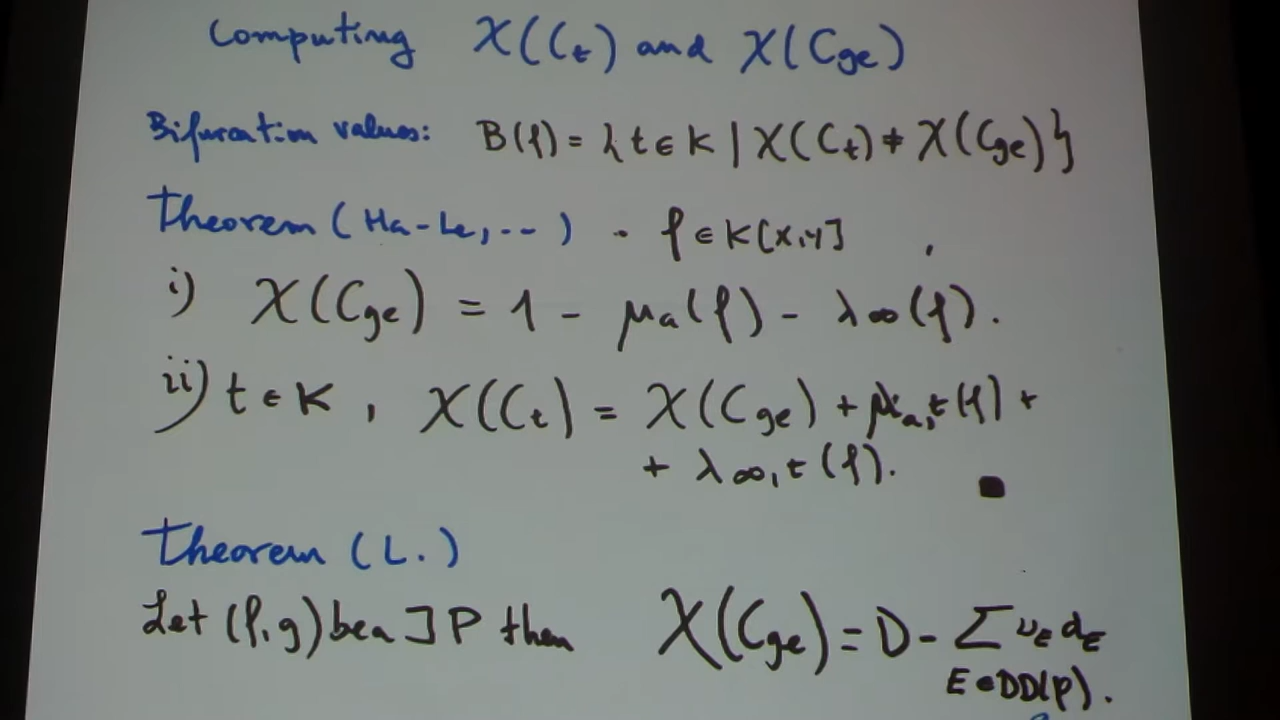 Computing χ(C_t) and χ(C_ge)
Bifurcation values: B(f) = { t ∈ K | χ(C_t) ≠ χ(C_ge) }
Theorem (Ha-Le, ...) . f ∈ K[x,y] ,
i) χ(C_ge) = 1 - μ_a(f) - λ_∞(f).
ii) t ∈ K , χ(C_t) = χ(C_ge) + μ_{a,t}(f) +
+ λ_{∞,t}(f). ■
Theorem (L.)
Let (f,g) be a JP then χ(C_ge) = D - Σ ν_E d_E
E ∈ DD(f).